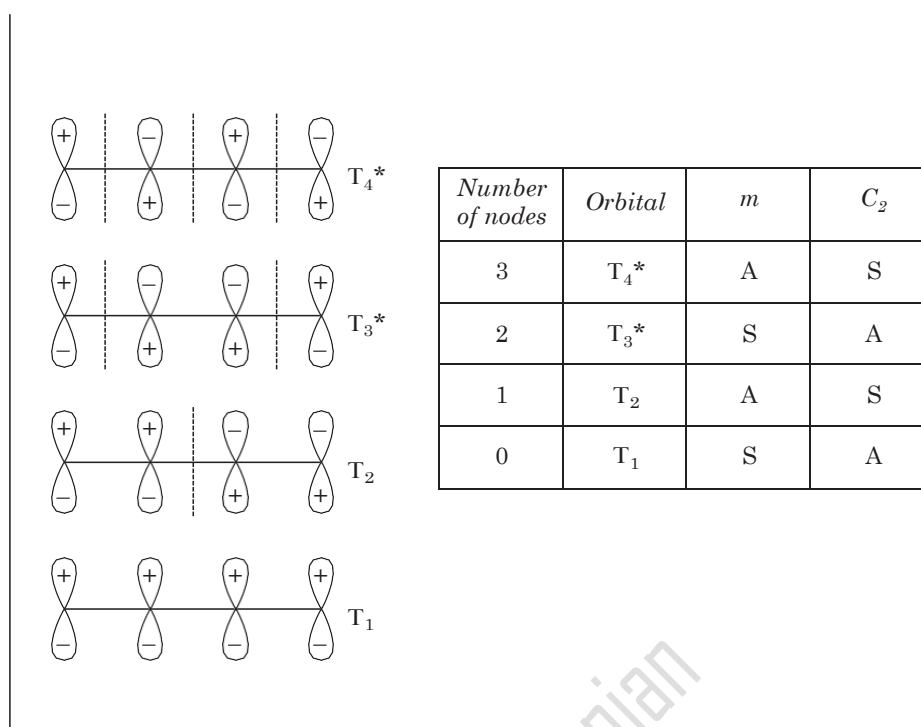 + − + −
− + − +
T₄*
+ − − +
− + + −
T₃*
+ + − −
− − + +
T₂
+ + + +
− − − −
T₁
Number of nodes Orbital m C₂
3 T₄* A S
2 T₃* S A
1 T₂ A S
0 T₁ S A